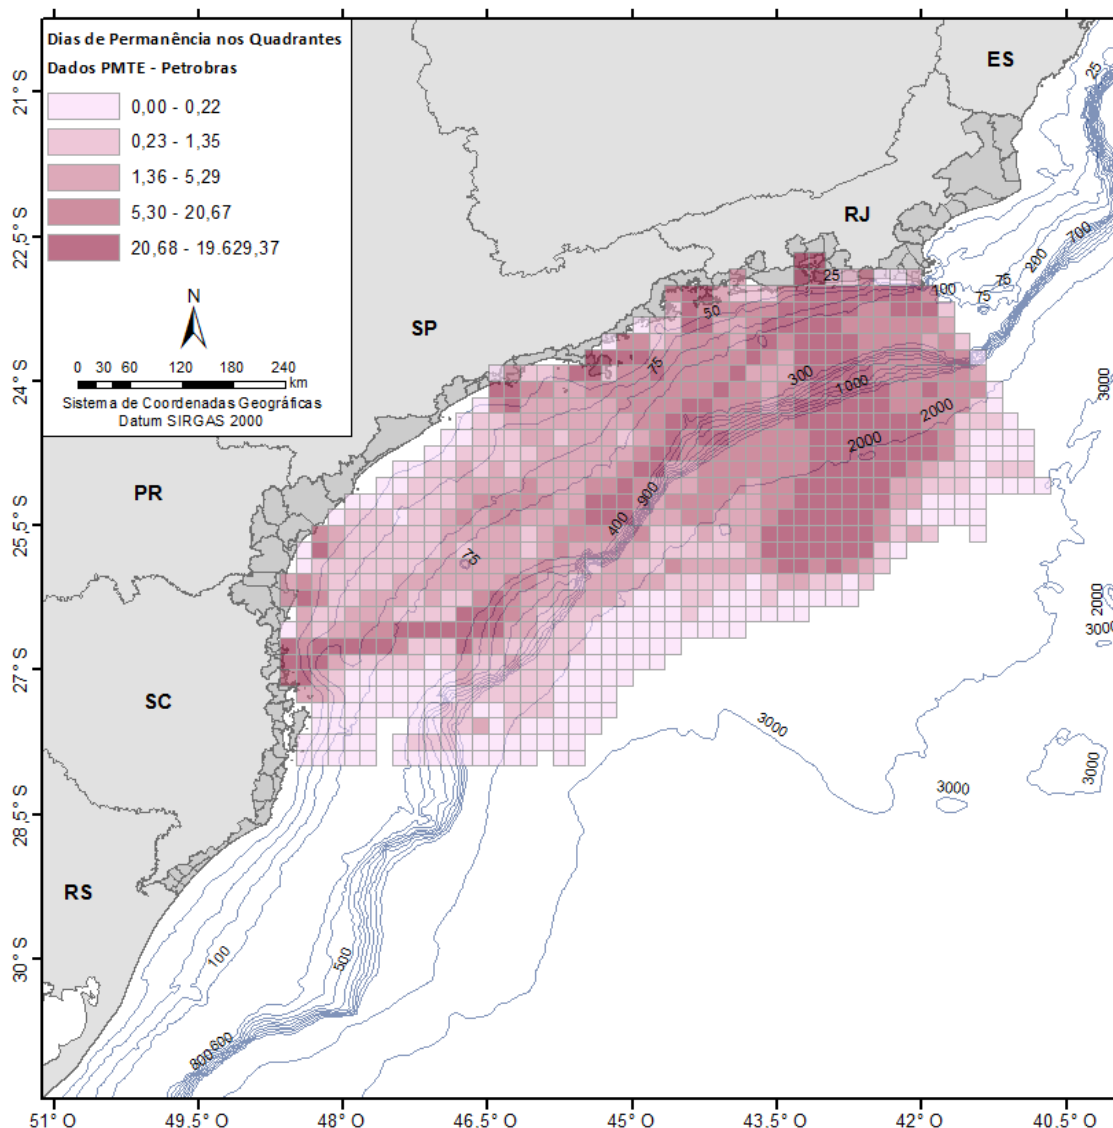 Dias de Permanência nos Quadrantes
Dados PMTE - Petrobras
0,00 - 0,22
0,23 - 1,35
1,36 - 5,29
5,30 - 20,67
20,68 - 19.629,37
N
0 30 60 120 180 240
km
Sistema de Coordenadas Geográficas
Datum SIRGAS 2000
ES
RJ
SP
PR
SC
RS
25
700
200
75
75
100
25
50
75
300
1000
2000
2000
900
400
75
3000
2000
3000
3000
3000
3000
100
500
600
800
21° S
22,5° S
24° S
25,5° S
27° S
28,5° S
30° S
51° O 49,5° O 48° O 46,5° O 45° O 43,5° O 42° O 40,5° O